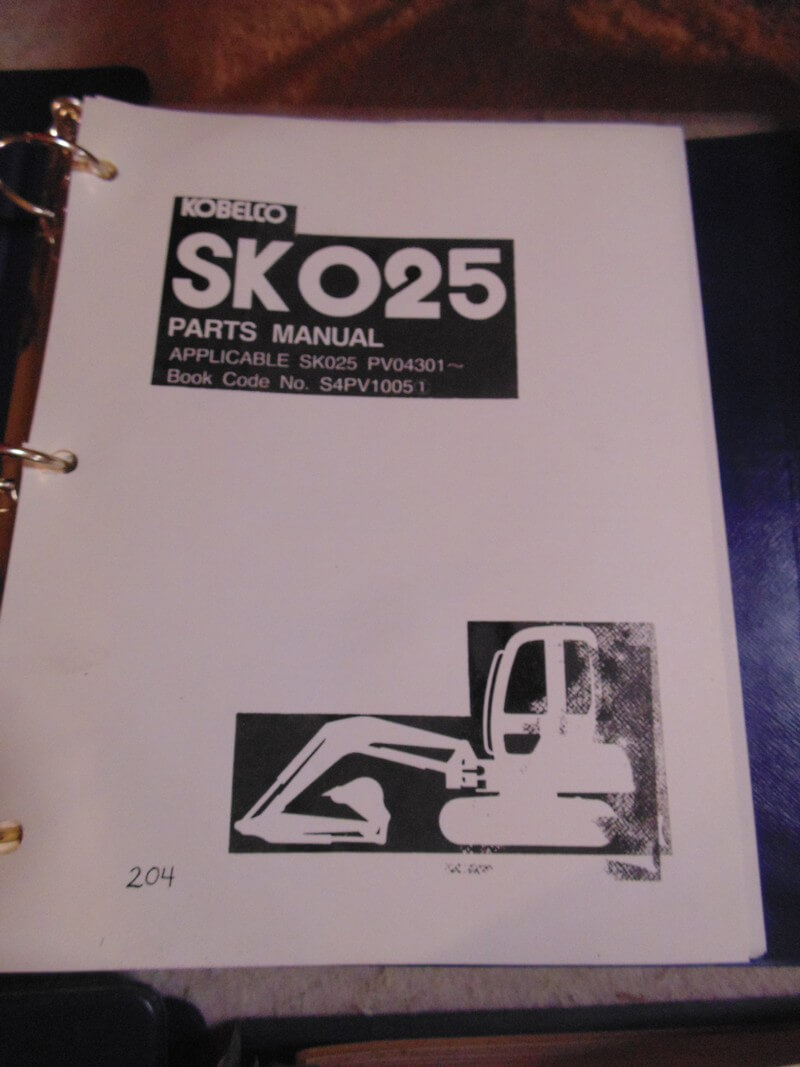 KOBELCO
SK025
PARTS MANUAL
APPLICABLE SK025 PV04301~
Book Code No. S4PV1005①
204